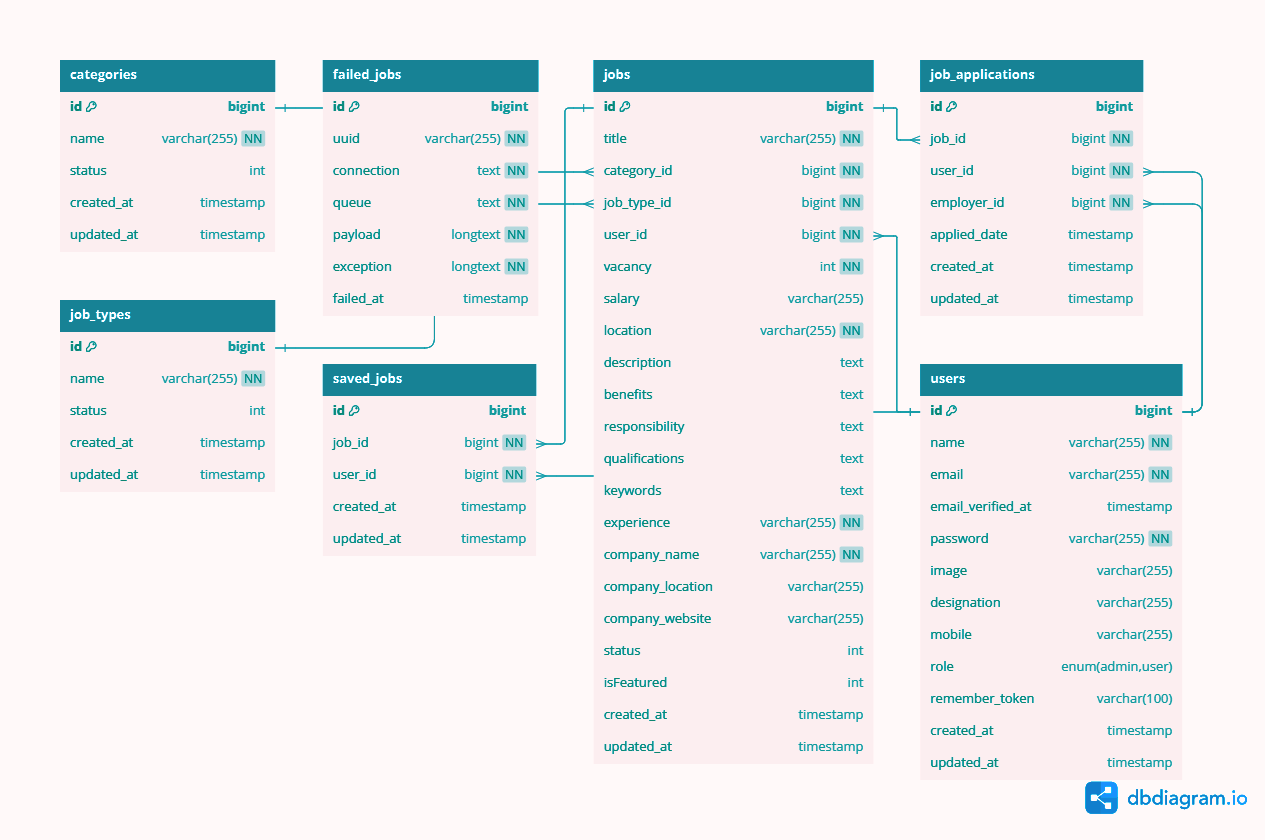 categories
id bigint
name varchar(255) NN
status int
created_at timestamp
updated_at timestamp
job_types
id bigint
name varchar(255) NN
status int
created_at timestamp
updated_at timestamp
failed_jobs
id bigint
uuid varchar(255) NN
connection text NN
queue text NN
payload longtext NN
exception longtext NN
failed_at timestamp
saved_jobs
id bigint
job_id bigint NN
user_id bigint NN
created_at timestamp
updated_at timestamp
jobs
id bigint
title varchar(255) NN
category_id bigint NN
job_type_id bigint NN
user_id bigint NN
vacancy int NN
salary varchar(255)
location varchar(255) NN
description text
benefits text
responsibility text
qualifications text
keywords text
experience varchar(255) NN
company_name varchar(255) NN
company_location varchar(255)
company_website varchar(255)
status int
isFeatured int
created_at timestamp
updated_at timestamp
job_applications
id bigint
job_id bigint NN
user_id bigint NN
employer_id bigint NN
applied_date timestamp
created_at timestamp
updated_at timestamp
users
id bigint
name varchar(255) NN
email varchar(255) NN
email_verified_at timestamp
password varchar(255) NN
image varchar(255)
designation varchar(255)
mobile varchar(255)
role enum(admin,user)
remember_token varchar(100)
created_at timestamp
updated_at timestamp
dbdiagram.io